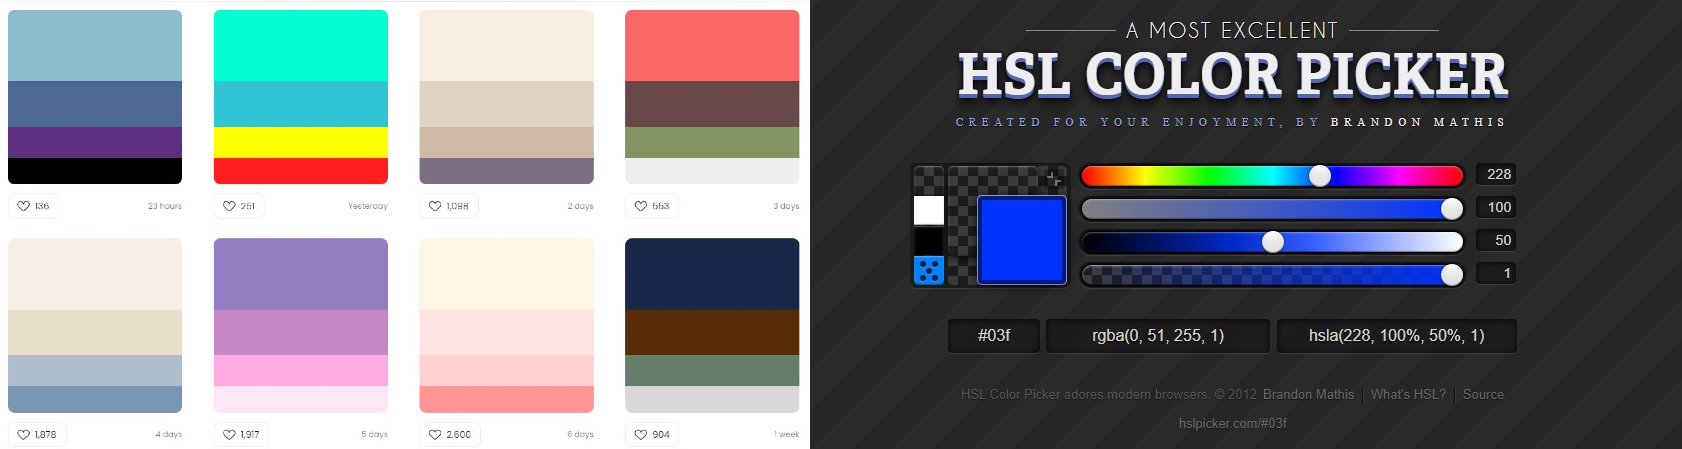 136 23 hours
251 Yesterday
1,098 2 days
553 3 days
1,878 4 days
1,917 5 days
2,600 6 days
904 1 week
A MOST EXCELLENT
HSL COLOR PICKER
CREATED FOR YOUR ENJOYMENT, BY BRANDON MATHIS
228
100
50
1
#03f rgba(0, 51, 255, 1) hsla(228, 100%, 50%, 1)
HSL Color Picker adores modern browsers. © 2012 Brandon Mathis What's HSL? Source
hslpicker.com/#03f